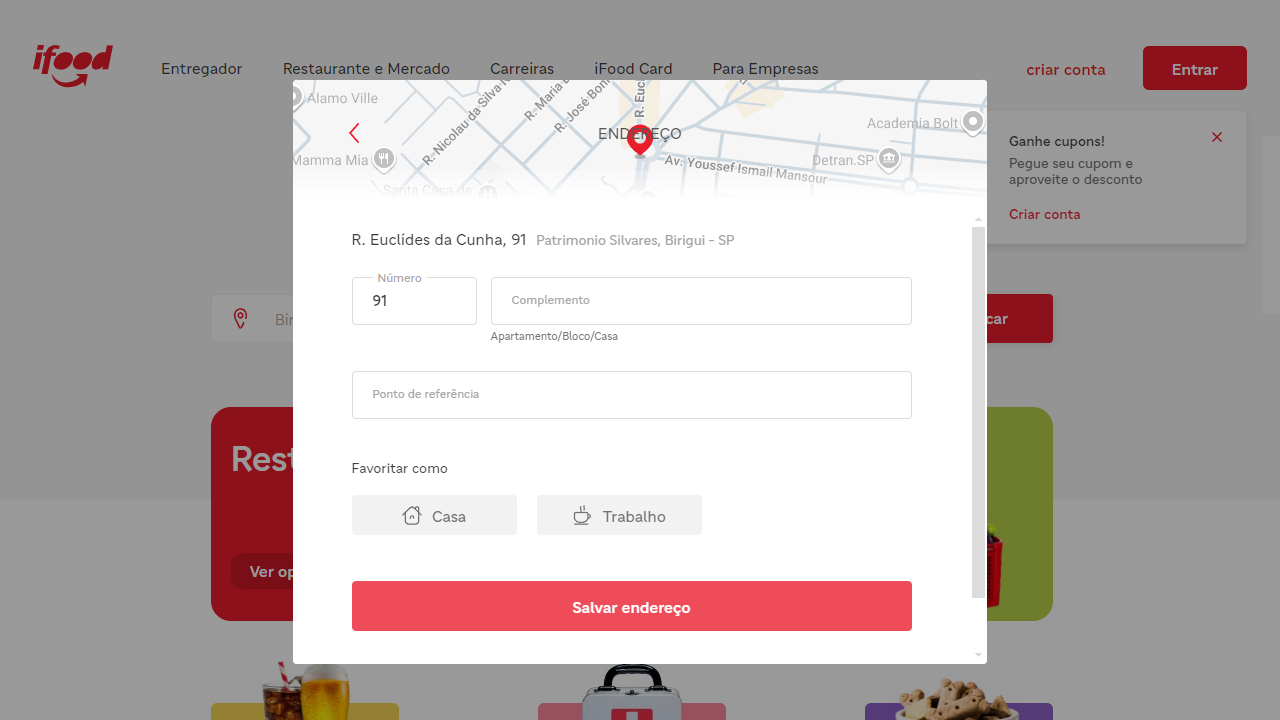 ifood
Entregador
Restaurante e Mercado
Carreiras
iFood Card
Para Empresas
criar conta
Entrar
Alamo Ville
R. Nicolau da Silva
R. Maria
R. José Bon
R. Euc
Academia Bolt
ENDEREÇO
Mamma Mia
Detran.SP
Av. Youssef Ismail Mansour
Santa Casa de
Ganhe cupons!
Pegue seu cupom e
aproveite o desconto
Criar conta
R. Euclídes da Cunha, 91 Patrimonio Silvares, Birigui - SP
Número
91
Complemento
Apartamento/Bloco/Casa
Bir
car
Ponto de referência
Rest
Favoritar como
Casa
Trabalho
Ver op
Salvar endereço